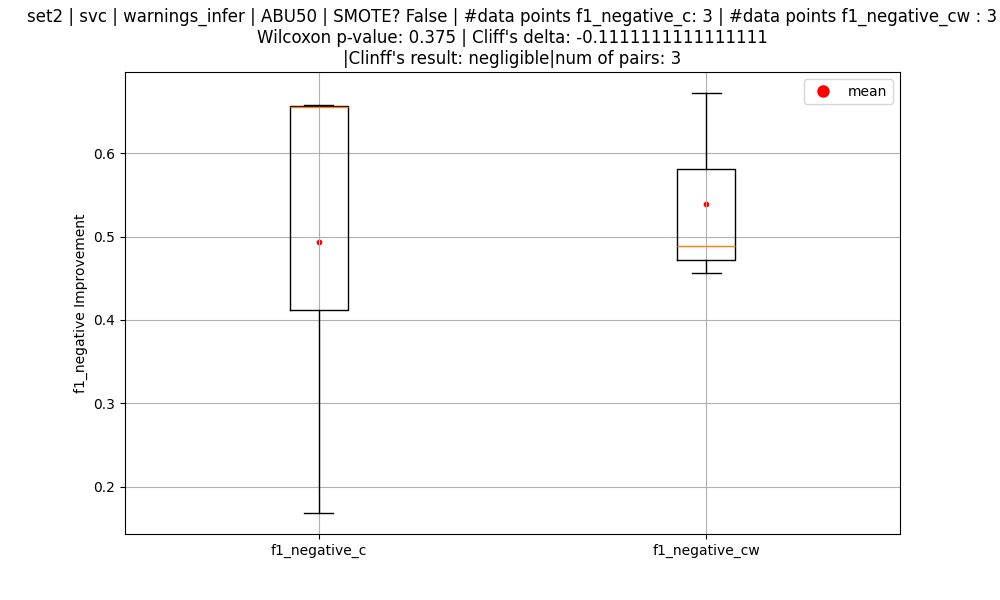 set2 | svc | warnings_infer | ABU50 | SMOTE? False | #data points f1_negative_c: 3 | #data points f1_negative_cw : 3
Wilcoxon p-value: 0.375 | Cliff's delta: -0.1111111111111111
|Clinff's result: negligible|num of pairs: 3
mean
0.6
0.5
0.4
0.3
0.2
f1_negative Improvement
f1_negative_c
f1_negative_cw